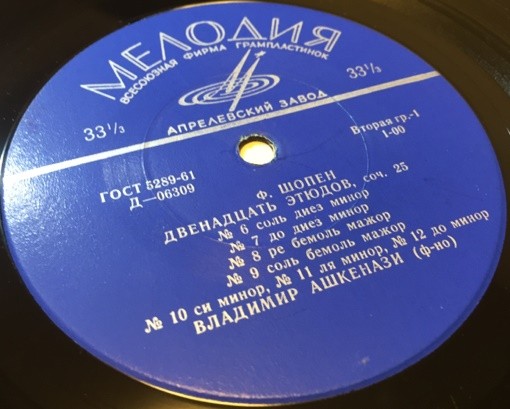 МЕЛОДИЯ
ВСЕСОЮЗНАЯ ФИРМА ГРАМПЛАСТИНОК
33⅓ 33⅓
АПРЕЛЕВСКИЙ ЗАВОД
ГОСТ 5289-61
Д—06309
Вторая гр.-1
1-00
Ф. ШОПЕН
ДВЕНАДЦАТЬ ЭТЮДОВ, соч. 25
№ 6 соль диез минор
№ 7 до диез минор
№ 8 ре бемоль мажор
№ 9 соль бемоль мажор
№ 10 си минор, № 11 ля минор, № 12 до минор
ВЛАДИМИР АШКЕНАЗИ (ф-но)